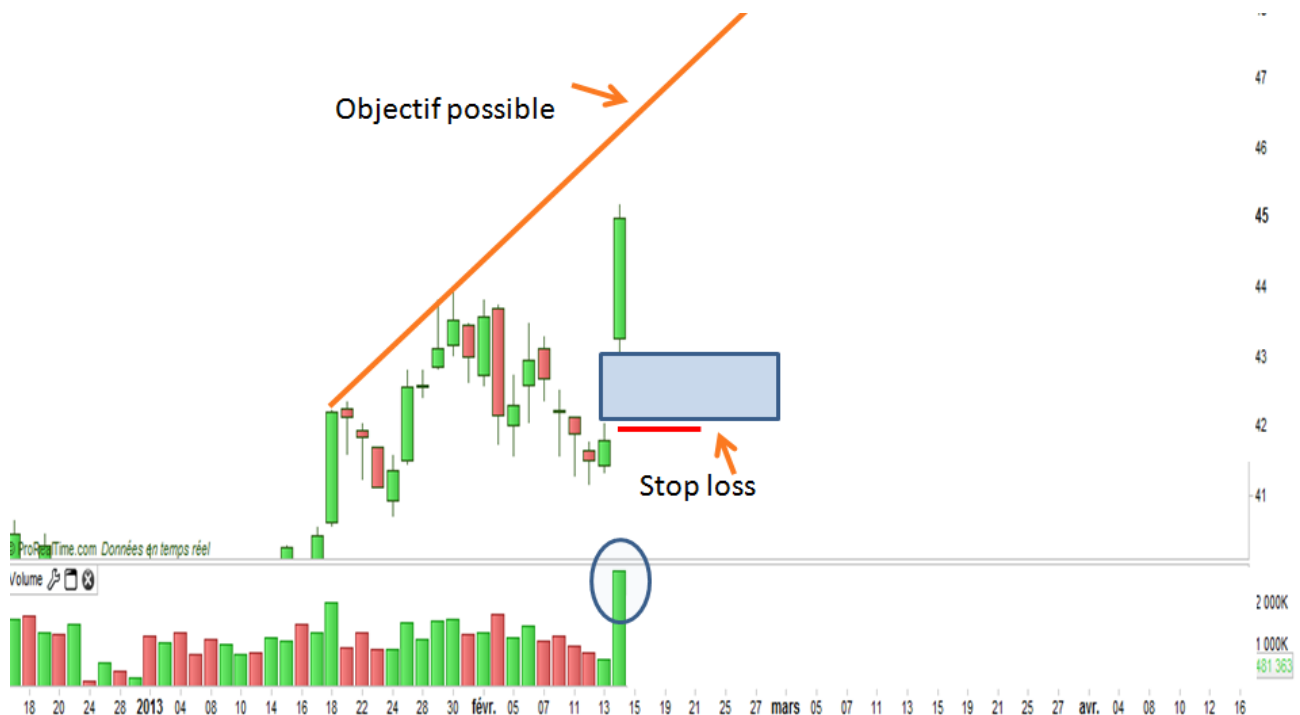 47
Objectif possible
46
45
44
43
42
Stop loss
41
ProRealTime.com Données en temps réel
Volume
2 000K
1 000K
481 363
18 20 24 28 2013 04 08 10 14 16 18 22 24 28 30 févr. 05 07 11 13 15 19 21 25 27 mars 05 07 11 13 15 19 21 25 27 avr. 04 08 10 12 16